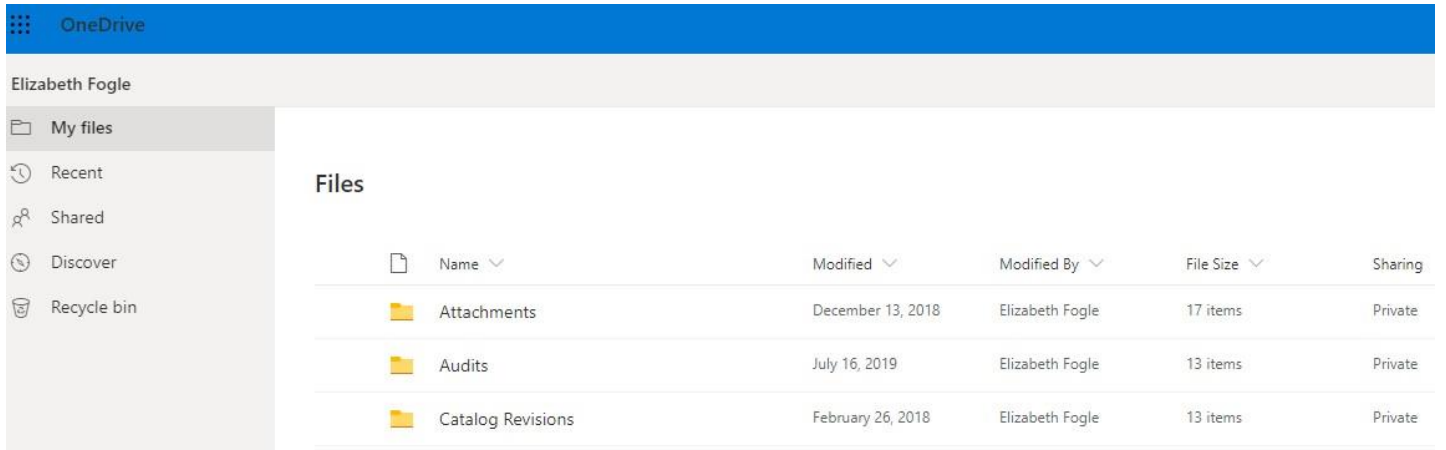 OneDrive
Elizabeth Fogle
My files
Recent
Shared
Discover
Recycle bin
Files
Name Modified Modified By File Size Sharing
Attachments December 13, 2018 Elizabeth Fogle 17 items Private
Audits July 16, 2019 Elizabeth Fogle 13 items Private
Catalog Revisions February 26, 2018 Elizabeth Fogle 13 items Private